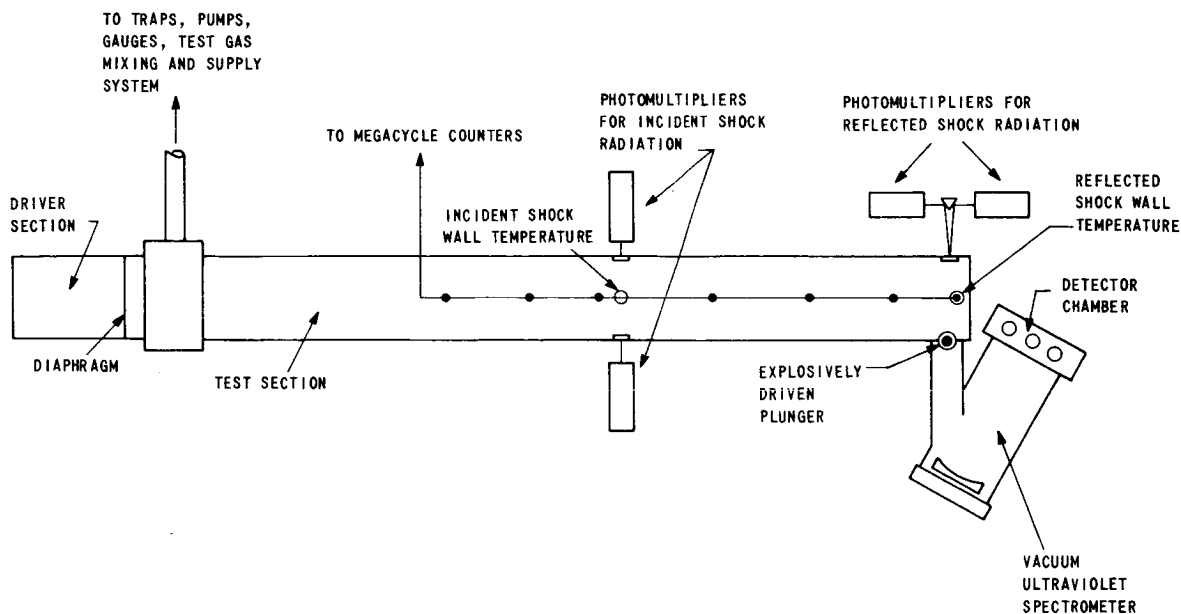 TO TRAPS, PUMPS,
GAUGES, TEST GAS
MIXING AND SUPPLY
SYSTEM
PHOTOMULTIPLIERS
FOR INCIDENT SHOCK
RADIATION
PHOTOMULTIPLIERS FOR
REFLECTED SHOCK RADIATION
TO MEGACYCLE COUNTERS
REFLECTED
SHOCK WALL
TEMPERATURE
DRIVER
SECTION
INCIDENT SHOCK
WALL TEMPERATURE
DETECTOR
CHAMBER
DIAPHRAGM
TEST SECTION
EXPLOSIVELY
DRIVEN
PLUNGER
VACUUM
ULTRAVIOLET
SPECTROMETER